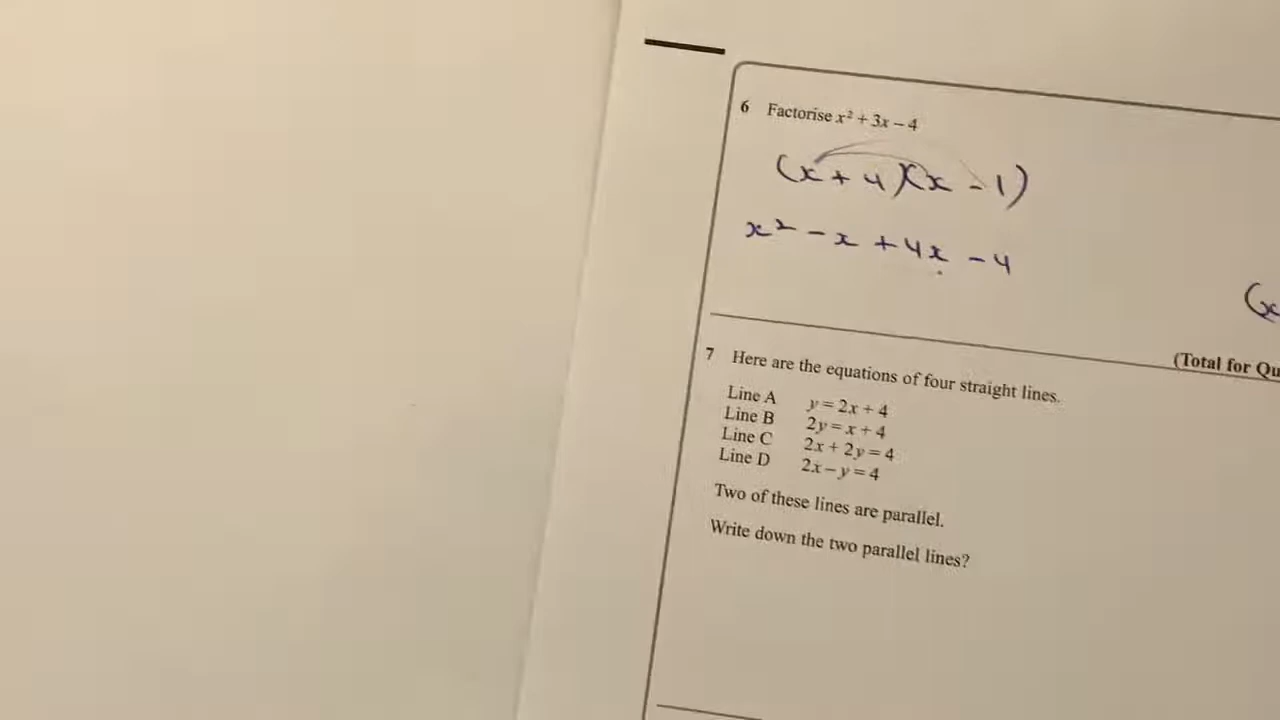 6 Factorise x² + 3x – 4
(x + 4)(x - 1)
x² - x + 4x - 4
(x
(Total for Qu
7 Here are the equations of four straight lines.
Line A y = 2x + 4
Line B 2y = x + 4
Line C 2x + 2y = 4
Line D 2x – y = 4
Two of these lines are parallel.
Write down the two parallel lines?